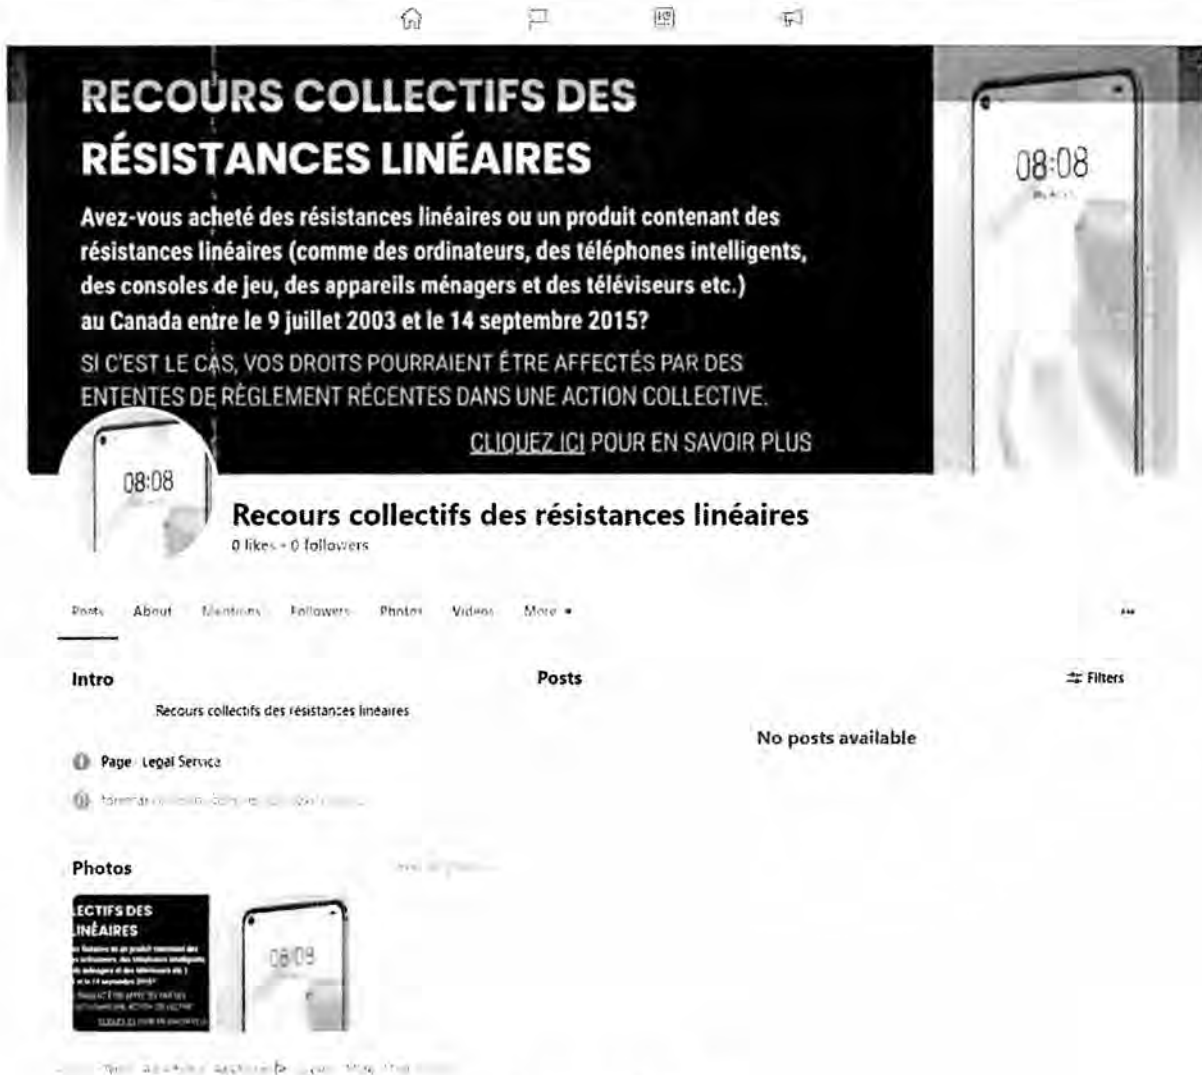 RECOURS COLLECTIFS DES
RÉSISTANCES LINÉAIRES
Avez-vous acheté des résistances linéaires ou un produit contenant des
résistances linéaires (comme des ordinateurs, des téléphones intelligents,
des consoles de jeu, des appareils ménagers et des téléviseurs etc.)
au Canada entre le 9 juillet 2003 et le 14 septembre 2015?
SI C'EST LE CAS, VOS DROITS POURRAIENT ÊTRE AFFECTÉS PAR DES
ENTENTES DE RÈGLEMENT RÉCENTES DANS UNE ACTION COLLECTIVE.
CLIQUEZ ICI POUR EN SAVOIR PLUS
08:08
08:08
Recours collectifs des résistances linéaires
0 likes • 0 followers
Posts About Mentions Followers Photos Videos More
Intro
Recours collectifs des résistances linéaires
Page · Legal Service
Photos
Posts
Filters
No posts available
LECTIFS DES
LINÉAIRES
08:08